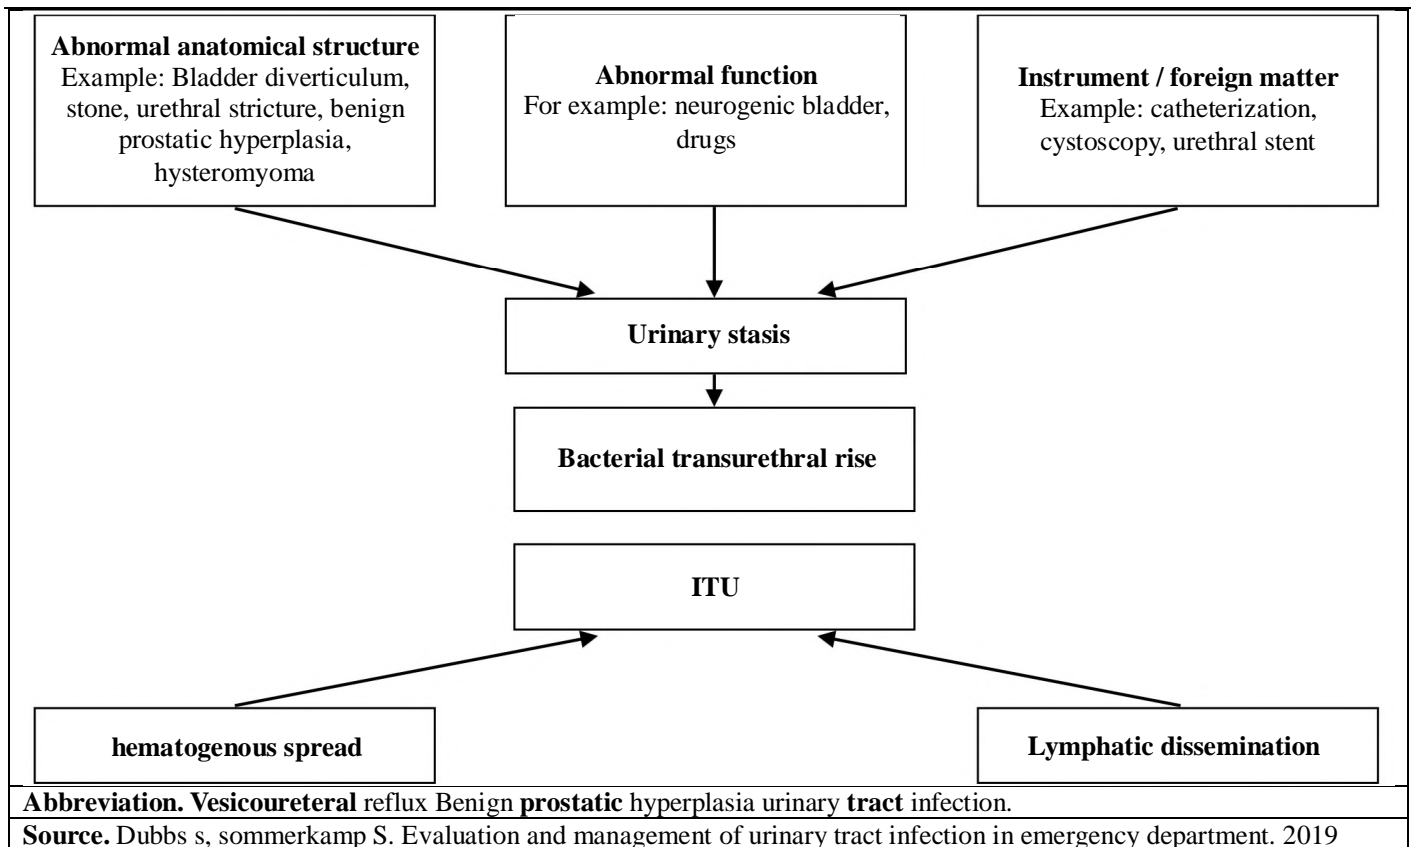 Abnormal anatomical structure
Example: Bladder diverticulum,
stone, urethral stricture, benign
prostatic hyperplasia,
hysteromyoma
Abnormal function
For example: neurogenic bladder,
drugs
Instrument / foreign matter
Example: catheterization,
cystoscopy, urethral stent
Urinary stasis
Bacterial transurethral rise
ITU
hematogenous spread
Lymphatic dissemination
Abbreviation. Vesicoureteral reflux Benign prostatic hyperplasia urinary tract infection.
Source. Dubbs s, sommerkamp S. Evaluation and management of urinary tract infection in emergency department. 2019